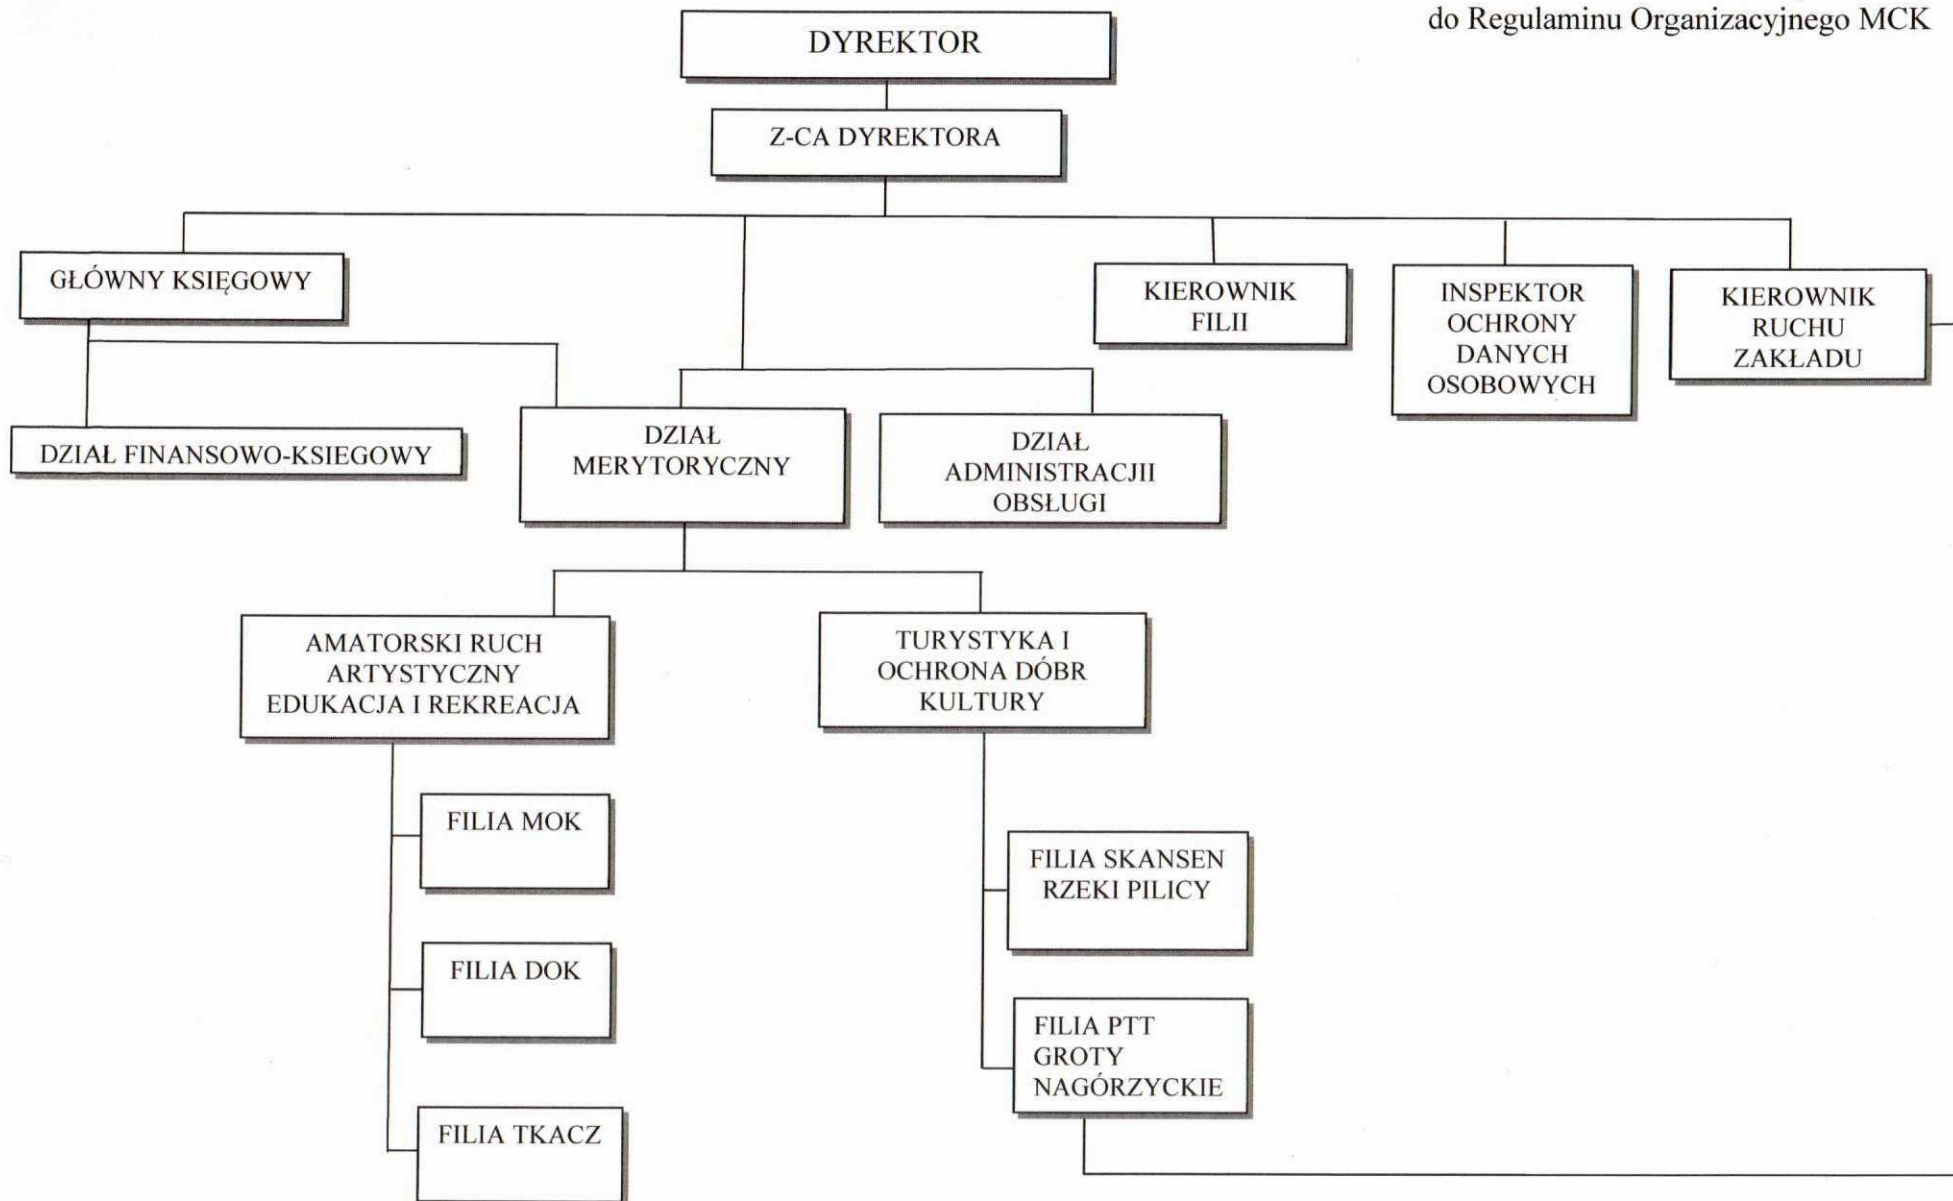 do Regulaminu Organizacyjnego MCK
DYREKTOR
Z-CA DYREKTORA
GŁÓWNY KSIĘGOWY
KIEROWNIK
FILII
INSPEKTOR
OCHRONY
DANYCH
OSOBOWYCH
KIEROWNIK
RUCHU
ZAKŁADU
DZIAŁ FINANSOWO-KSIEGOWY
DZIAŁ
MERYTORYCZNY
DZIAŁ
ADMINISTRACJII
OBSŁUGI
AMATORSKI RUCH
ARTYSTYCZNY
EDUKACJA I REKREACJA
TURYSTYKA I
OCHRONA DÓBR
KULTURY
FILIA MOK
FILIA DOK
FILIA TKACZ
FILIA SKANSEN
RZEKI PILICY
FILIA PTT
GROTY
NAGÓRZYCKIE